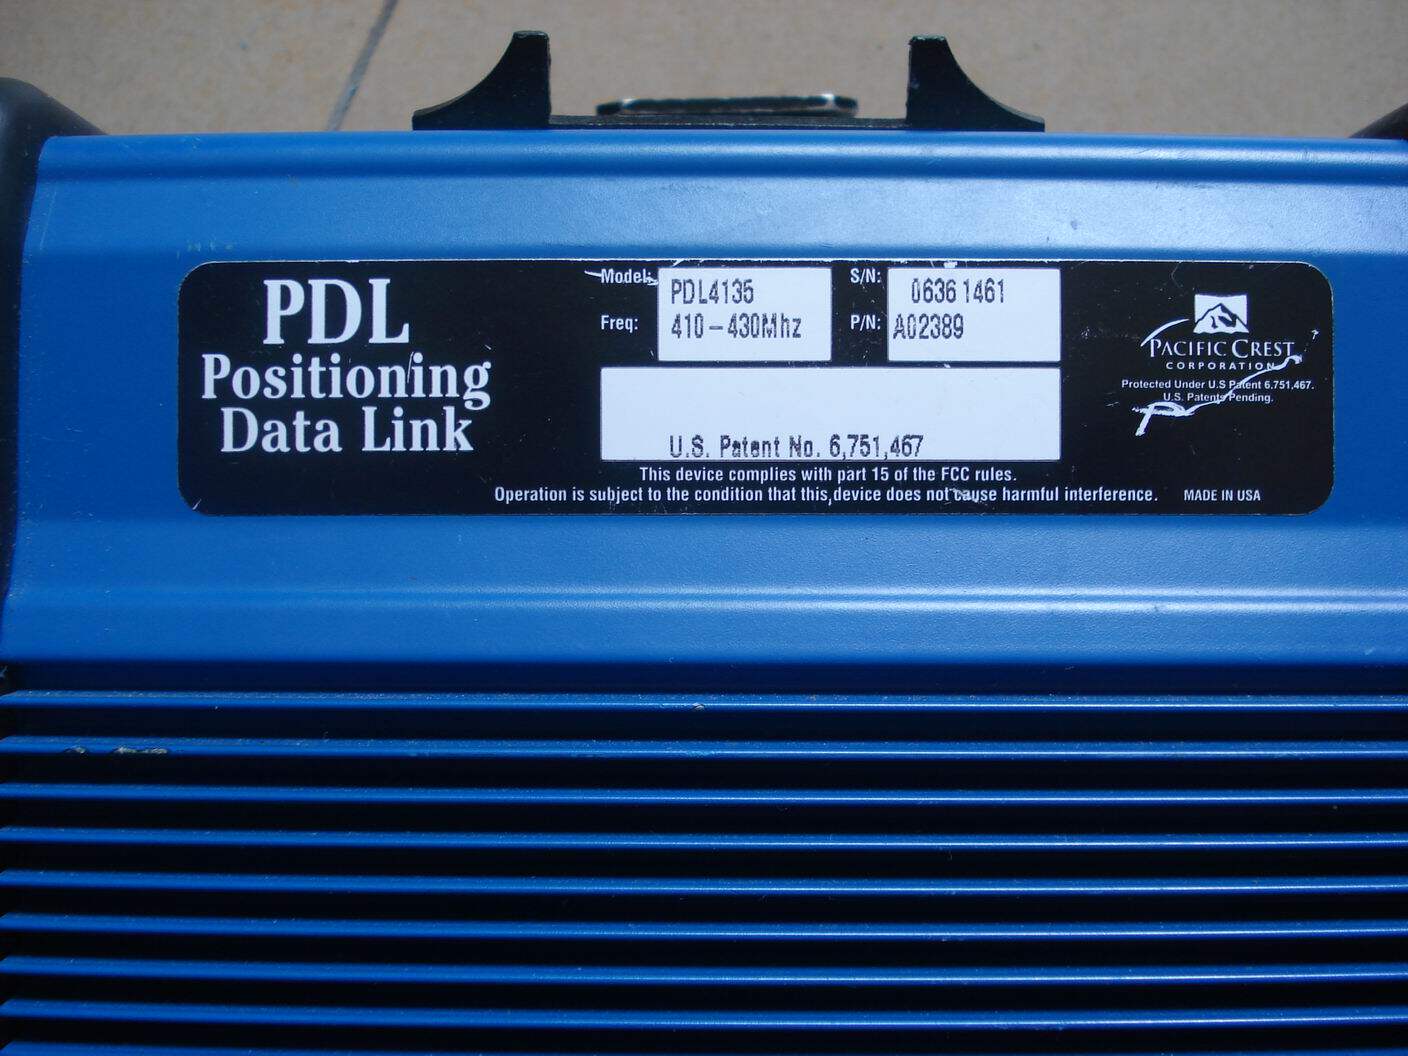 PDL
Positioning
Data Link
Model: PDL4135
Freq: 410-430Mhz
S/N: 06361461
P/N: A02389
U.S. Patent No. 6,751,467
This device complies with part 15 of the FCC rules.
Operation is subject to the condition that this device does not cause harmful interference.
MADE IN USA
PACIFIC CREST
CORPORATION
Protected Under U.S Patent 6.751,467.
U.S. Patents Pending.